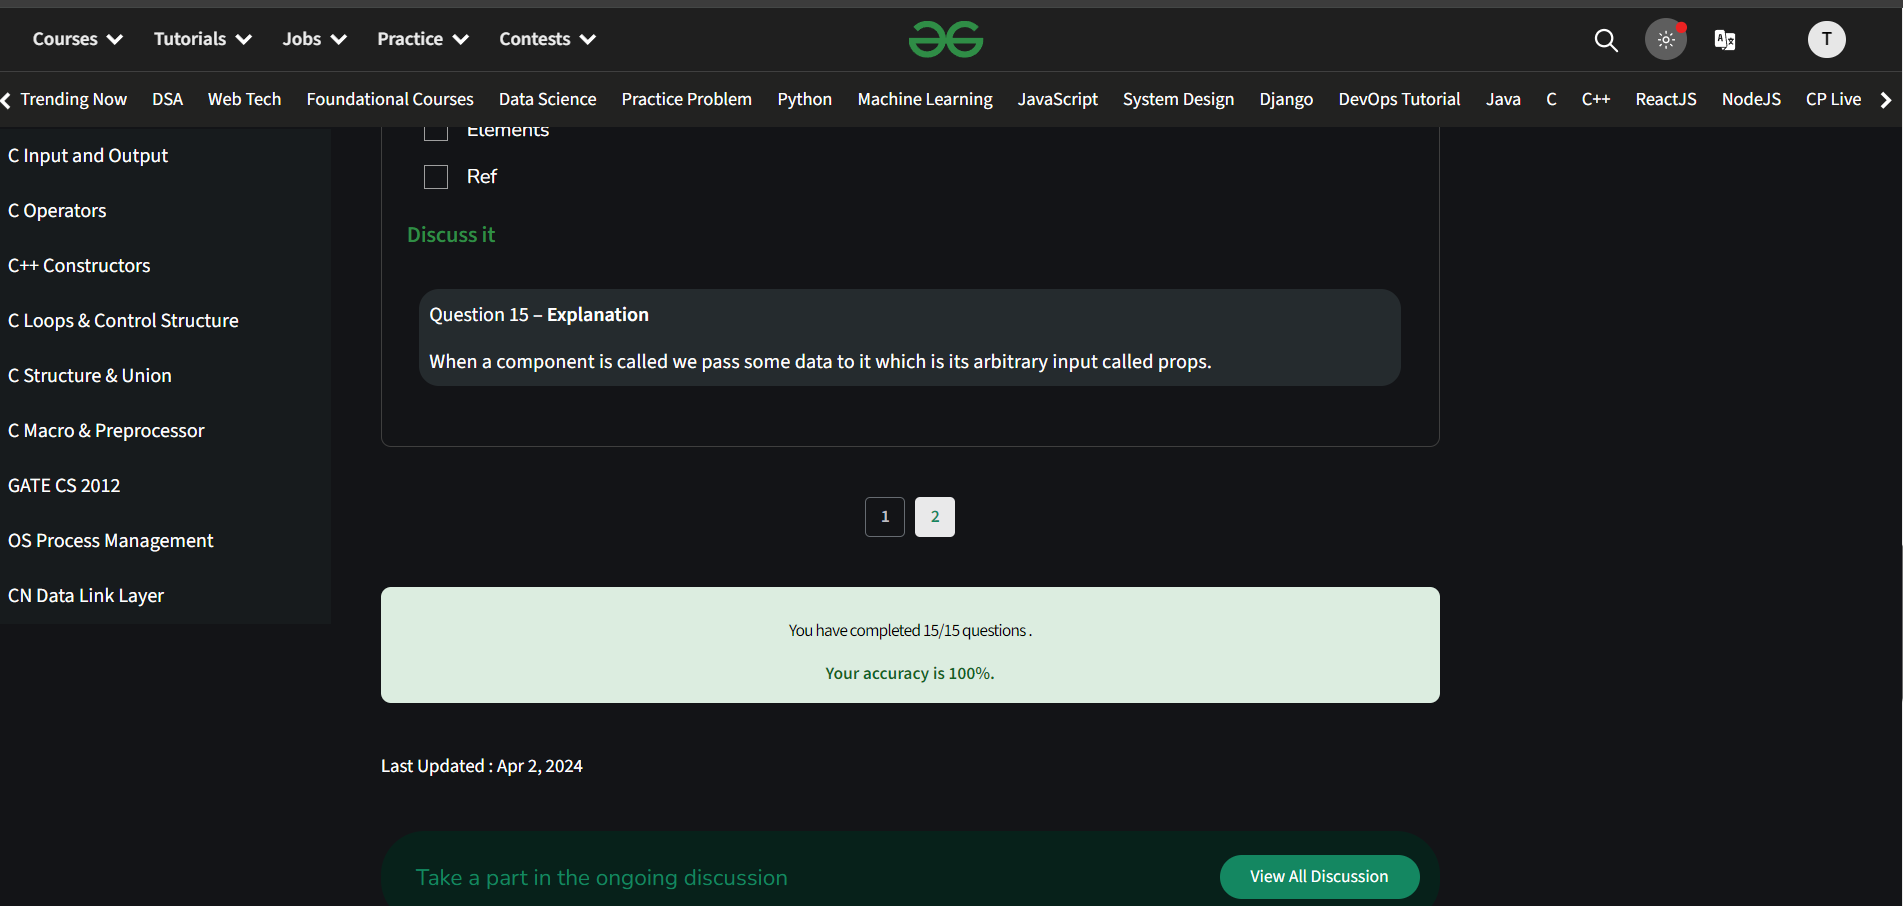 Courses Tutorials Jobs Practice Contests T
Trending Now DSA Web Tech Foundational Courses Data Science Practice Problem Python Machine Learning JavaScript System Design Django DevOps Tutorial Java C C++ ReactJS NodeJS CP Live
C Input and Output
C Operators
C++ Constructors
C Loops & Control Structure
C Structure & Union
C Macro & Preprocessor
GATE CS 2012
OS Process Management
CN Data Link Layer
Elements
Ref
Discuss it
Question 15 – Explanation
When a component is called we pass some data to it which is its arbitrary input called props.
1 2
You have completed 15/15 questions .
Your accuracy is 100%.
Last Updated : Apr 2, 2024
Take a part in the ongoing discussion
View All Discussion